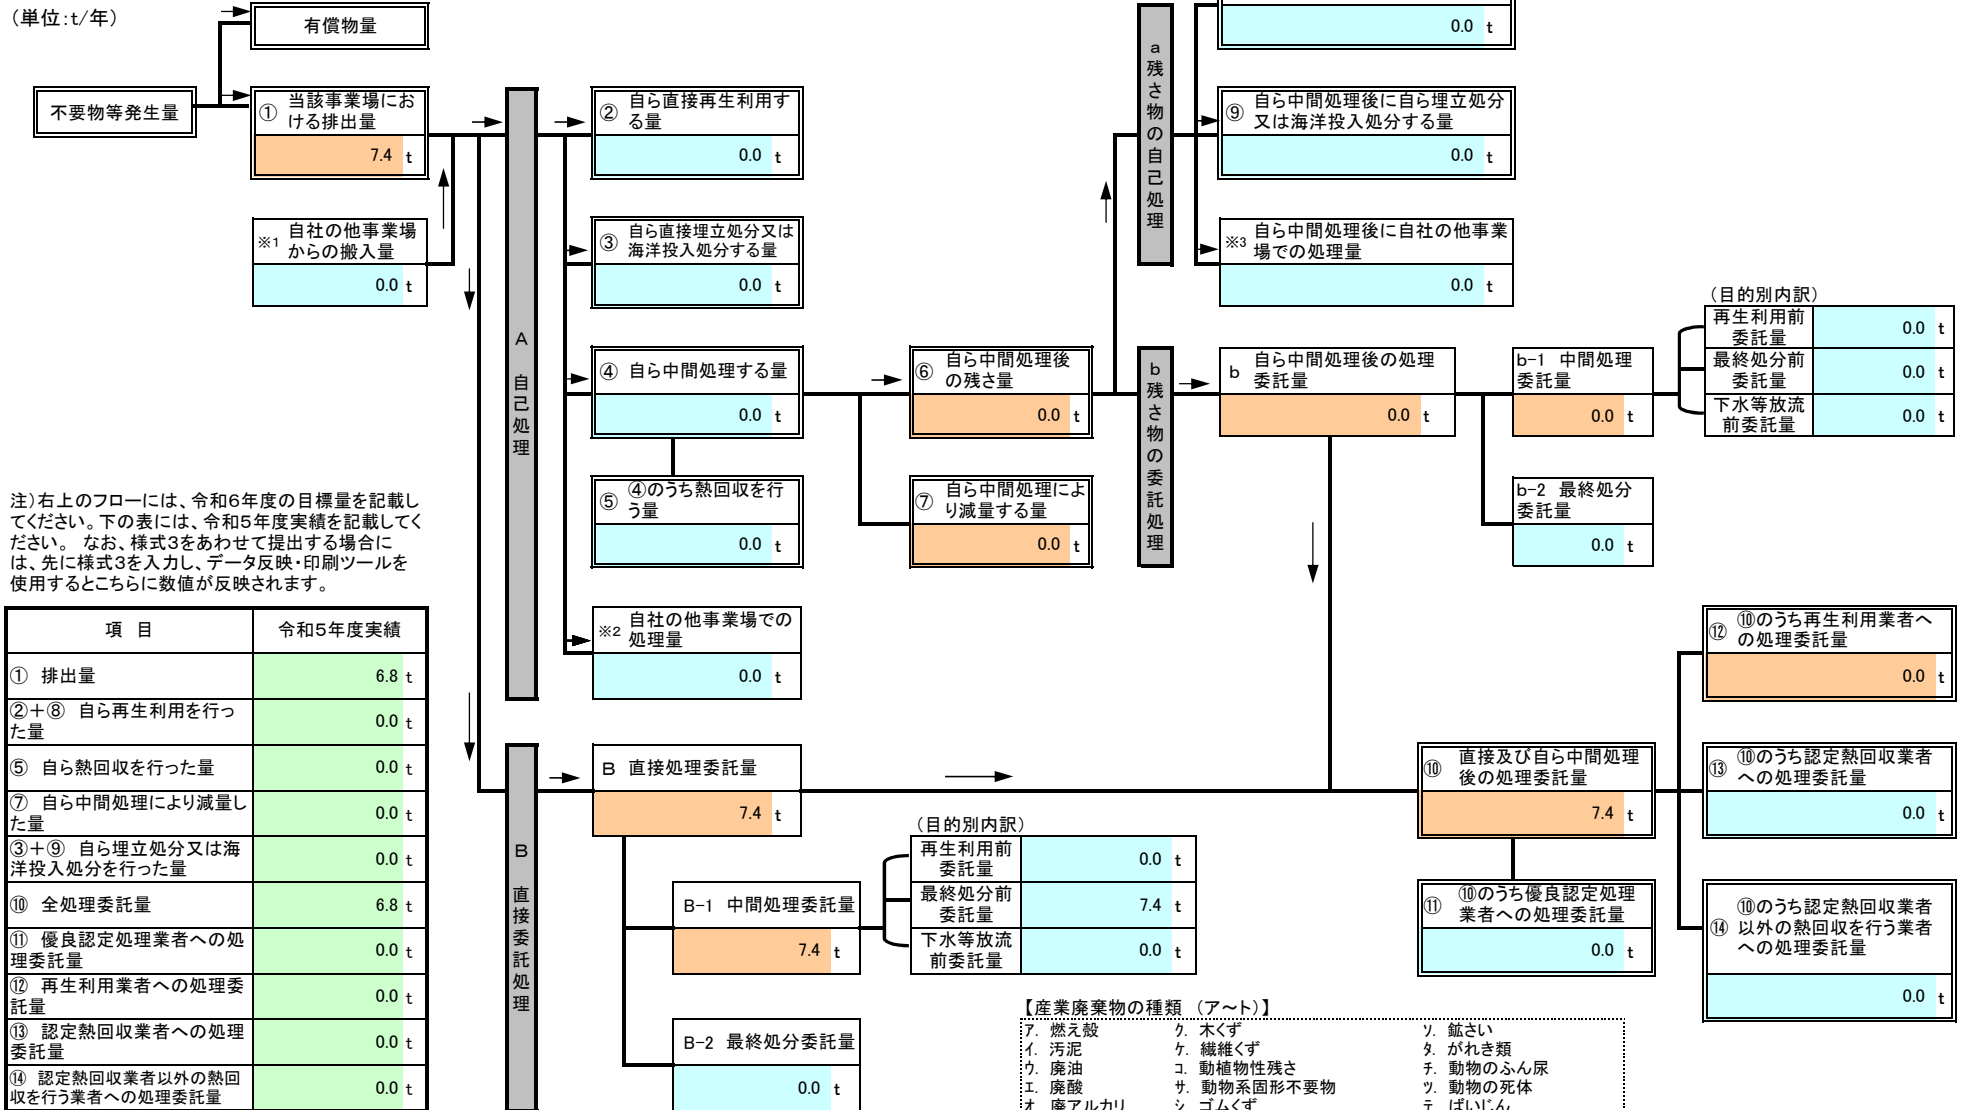 （単位：ｔ/年）
有償物量
不要物等発生量
① 当該事業場にお
ける排出量
7.4 t
※1 自社の他事業場
からの搬入量
0.0 t
A 自己処理
② 自ら直接再生利用す
る量
0.0 t
③ 自ら直接埋立処分又は
海洋投入処分する量
0.0 t
④ 自ら中間処理する量
0.0 t
⑤ ④のうち熱回収を行
う量
0.0 t
※2 自社の他事業場での
処理量
0.0 t
⑥ 自ら中間処理後
の残さ量
0.0 t
⑦ 自ら中間処理によ
り減量する量
0.0 t
a 残さ物の自己処理
0.0 t
⑨ 自ら中間処理後に自ら埋立処分
又は海洋投入処分する量
0.0 t
※3 自ら中間処理後に自社の他事業
場での処理量
0.0 t
b 残さ物の委託処理
b 自ら中間処理後の処理
委託量
0.0 t
b-1 中間処理
委託量
0.0 t
（目的別内訳）
再生利用前
委託量
0.0 t
最終処分前
委託量
0.0 t
下水等放流
前委託量
0.0 t
b-2 最終処分
委託量
0.0 t
注）右上のフローには、令和６年度の目標量を記載し
てください。下の表には、令和５年度実績を記載してく
ださい。 なお、様式３をあわせて提出する場合に
は、先に様式３を入力し、データ反映・印刷ツールを
使用するとこちらに数値が反映されます。
項 目 令和５年度実績
① 排出量 6.8 t
②＋⑧ 自ら再生利用を行っ
た量 0.0 t
⑤ 自ら熱回収を行った量 0.0 t
⑦ 自ら中間処理により減量し
た量 0.0 t
③＋⑨ 自ら埋立処分又は海
洋投入処分を行った量 0.0 t
⑩ 全処理委託量 6.8 t
⑪ 優良認定処理業者への処
理委託量 0.0 t
⑫ 再生利用業者への処理委
託量 0.0 t
⑬ 認定熱回収業者への処理
委託量 0.0 t
⑭ 認定熱回収業者以外の熱回
収を行う業者への処理委託量 0.0 t
B 直接委託処理
B 直接処理委託量
7.4 t
B-1 中間処理委託量
7.4 t
（目的別内訳）
再生利用前
委託量
0.0 t
最終処分前
委託量
7.4 t
下水等放流
前委託量
0.0 t
B-2 最終処分委託量
0.0 t
⑩ 直接及び自ら中間処理
後の処理委託量
7.4 t
⑪ ⑩のうち優良認定処理
業者への処理委託量
0.0 t
⑫ ⑩のうち再生利用業者へ
の処理委託量
0.0 t
⑬ ⑩のうち認定熱回収業者
への処理委託量
0.0 t
⑭ ⑩のうち認定熱回収業者
以外の熱回収を行う業者
への処理委託量
0.0 t
【産業廃棄物の種類 （ア～ト）】
ア. 燃え殻 ク. 木くず ソ. 鉱さい
イ. 汚泥 ケ. 繊維くず タ. がれき類
ウ. 廃油 コ. 動植物性残さ チ. 動物のふん尿
エ. 廃酸 サ. 動物系固形不要物 ツ. 動物の死体
オ. 廃アルカリ シ. ゴムくず テ. ばいじん